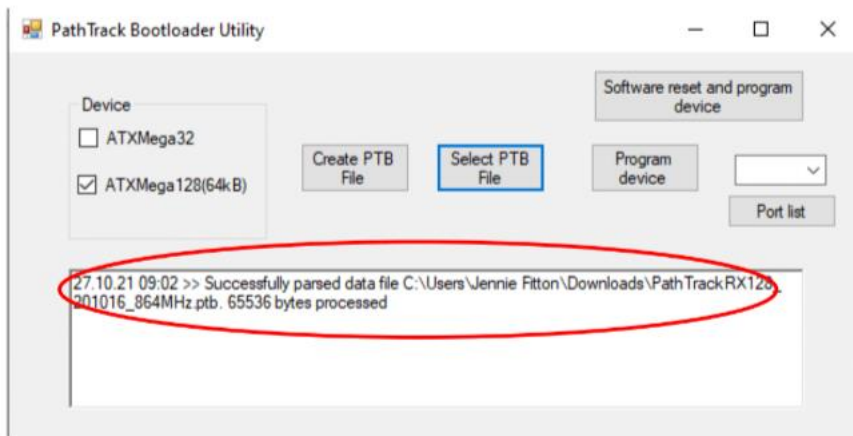 PathTrack Bootloader Utility
Software reset and program
device
Device
ATXMega32
ATXMega128(64kB)
Create PTB
File
Select PTB
File
Program
device
Port list
27.10.21 09:02 >> Successfully parsed data file C:\Users\Jennie Fitton\Downloads\PathTrackRX128_
201016_864MHz.ptb. 65536 bytes processed